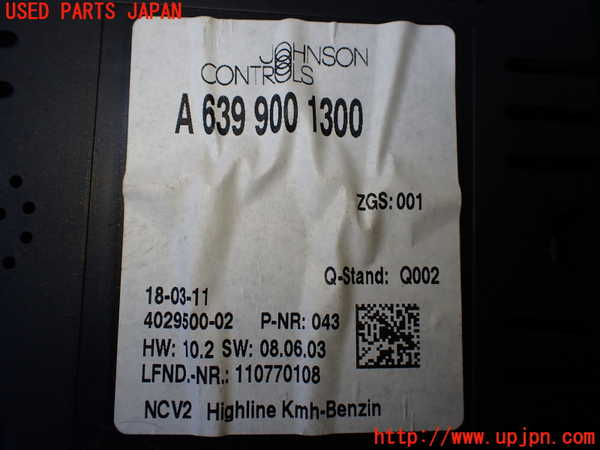 USED PARTS JAPAN
JOHNSON
CONTROLS
A 639 900 1300
ZGS: 001
Q-Stand: Q002
18-03-11
4029500-02 P-NR: 043
HW: 10.2 SW: 08.06.03
LFND.-NR.: 110770108
NCV2 Highline Kmh-Benzin
http://www.upjpn.com/